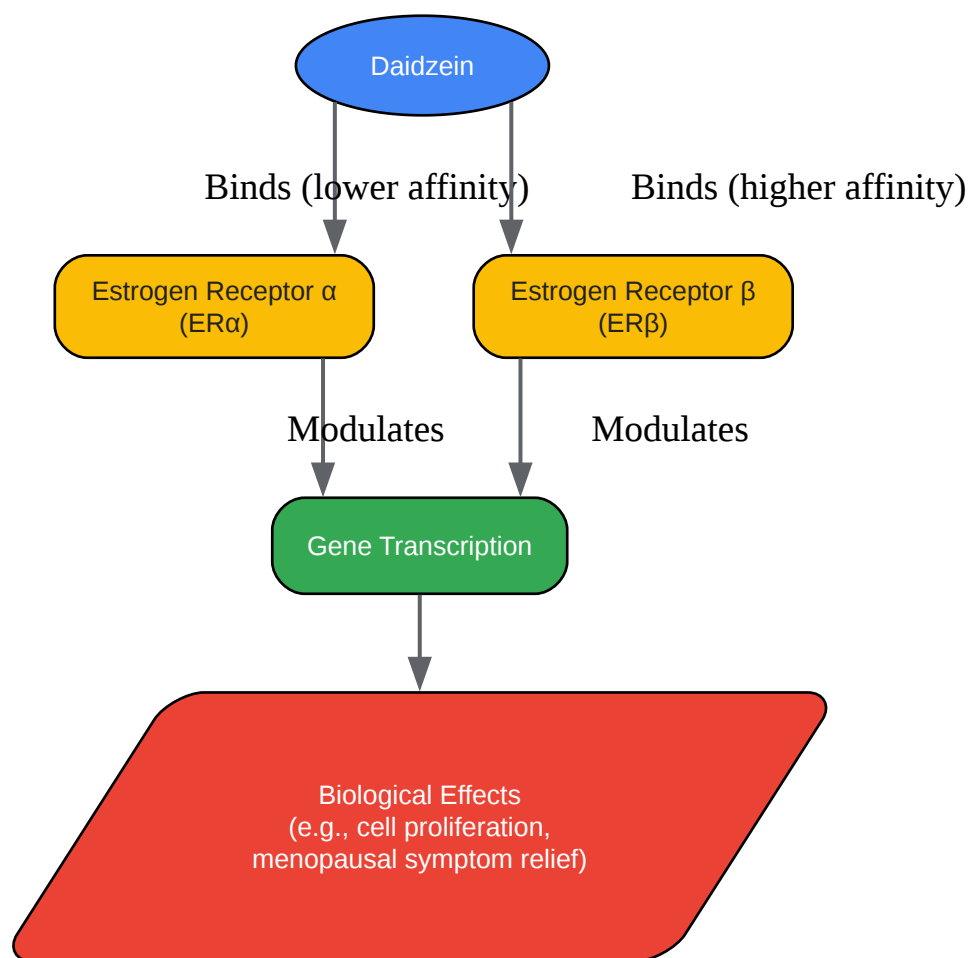 Daidzein
Binds (lower affinity)
Binds (higher affinity)
Estrogen Receptor α
(ERα)
Estrogen Receptor β
(ERβ)
Modulates
Modulates
Gene Transcription
Biological Effects
(e.g., cell proliferation,
menopausal symptom relief)